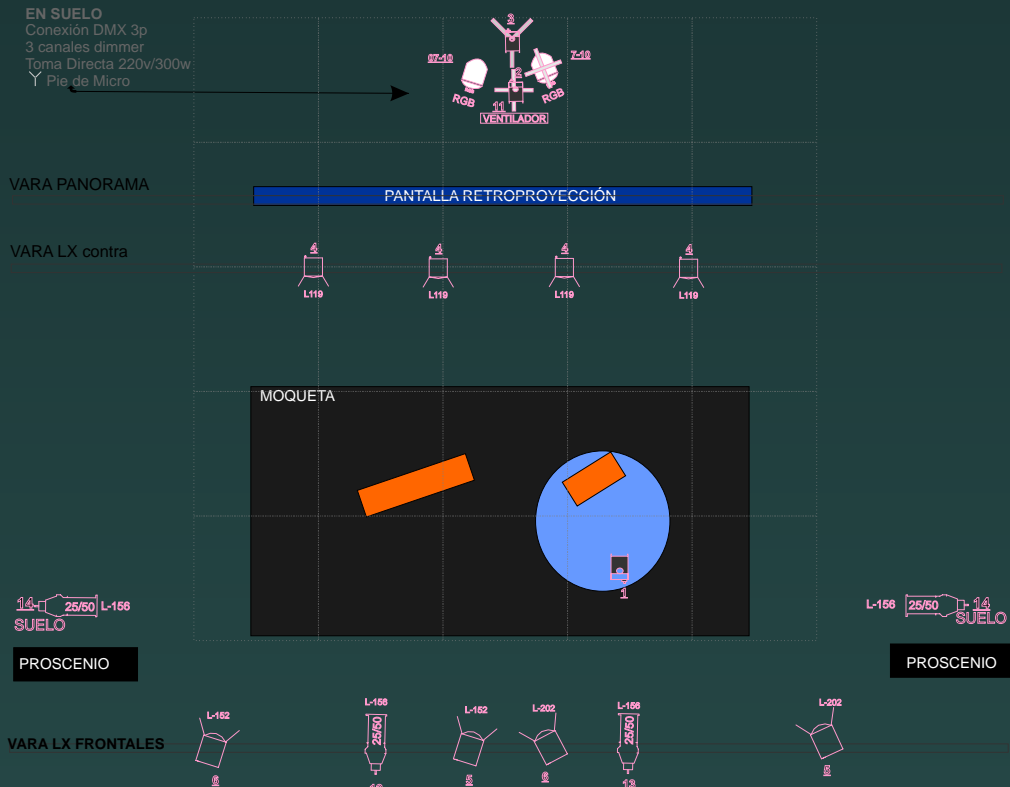 EN SUELO
Conexión DMX 3p
3 canales dimmer
Toma Directa 220v/300w
Pie de Micro
3
07-10
7-10
2
RGB
RGB
11
VENTILADOR
VARA PANORAMA
PANTALLA RETROPROYECCIÓN
VARA LX contra
4
4
4
4
L119
L119
L119
L119
MOQUETA
1
14
25/50
L-156
SUELO
L-156
25/50
14
SUELO
PROSCENIO
PROSCENIO
L-152
L-156
L-152
L-202
L-156
L-202
25/50
25/50
VARA LX FRONTALES
6
5
6
13
5